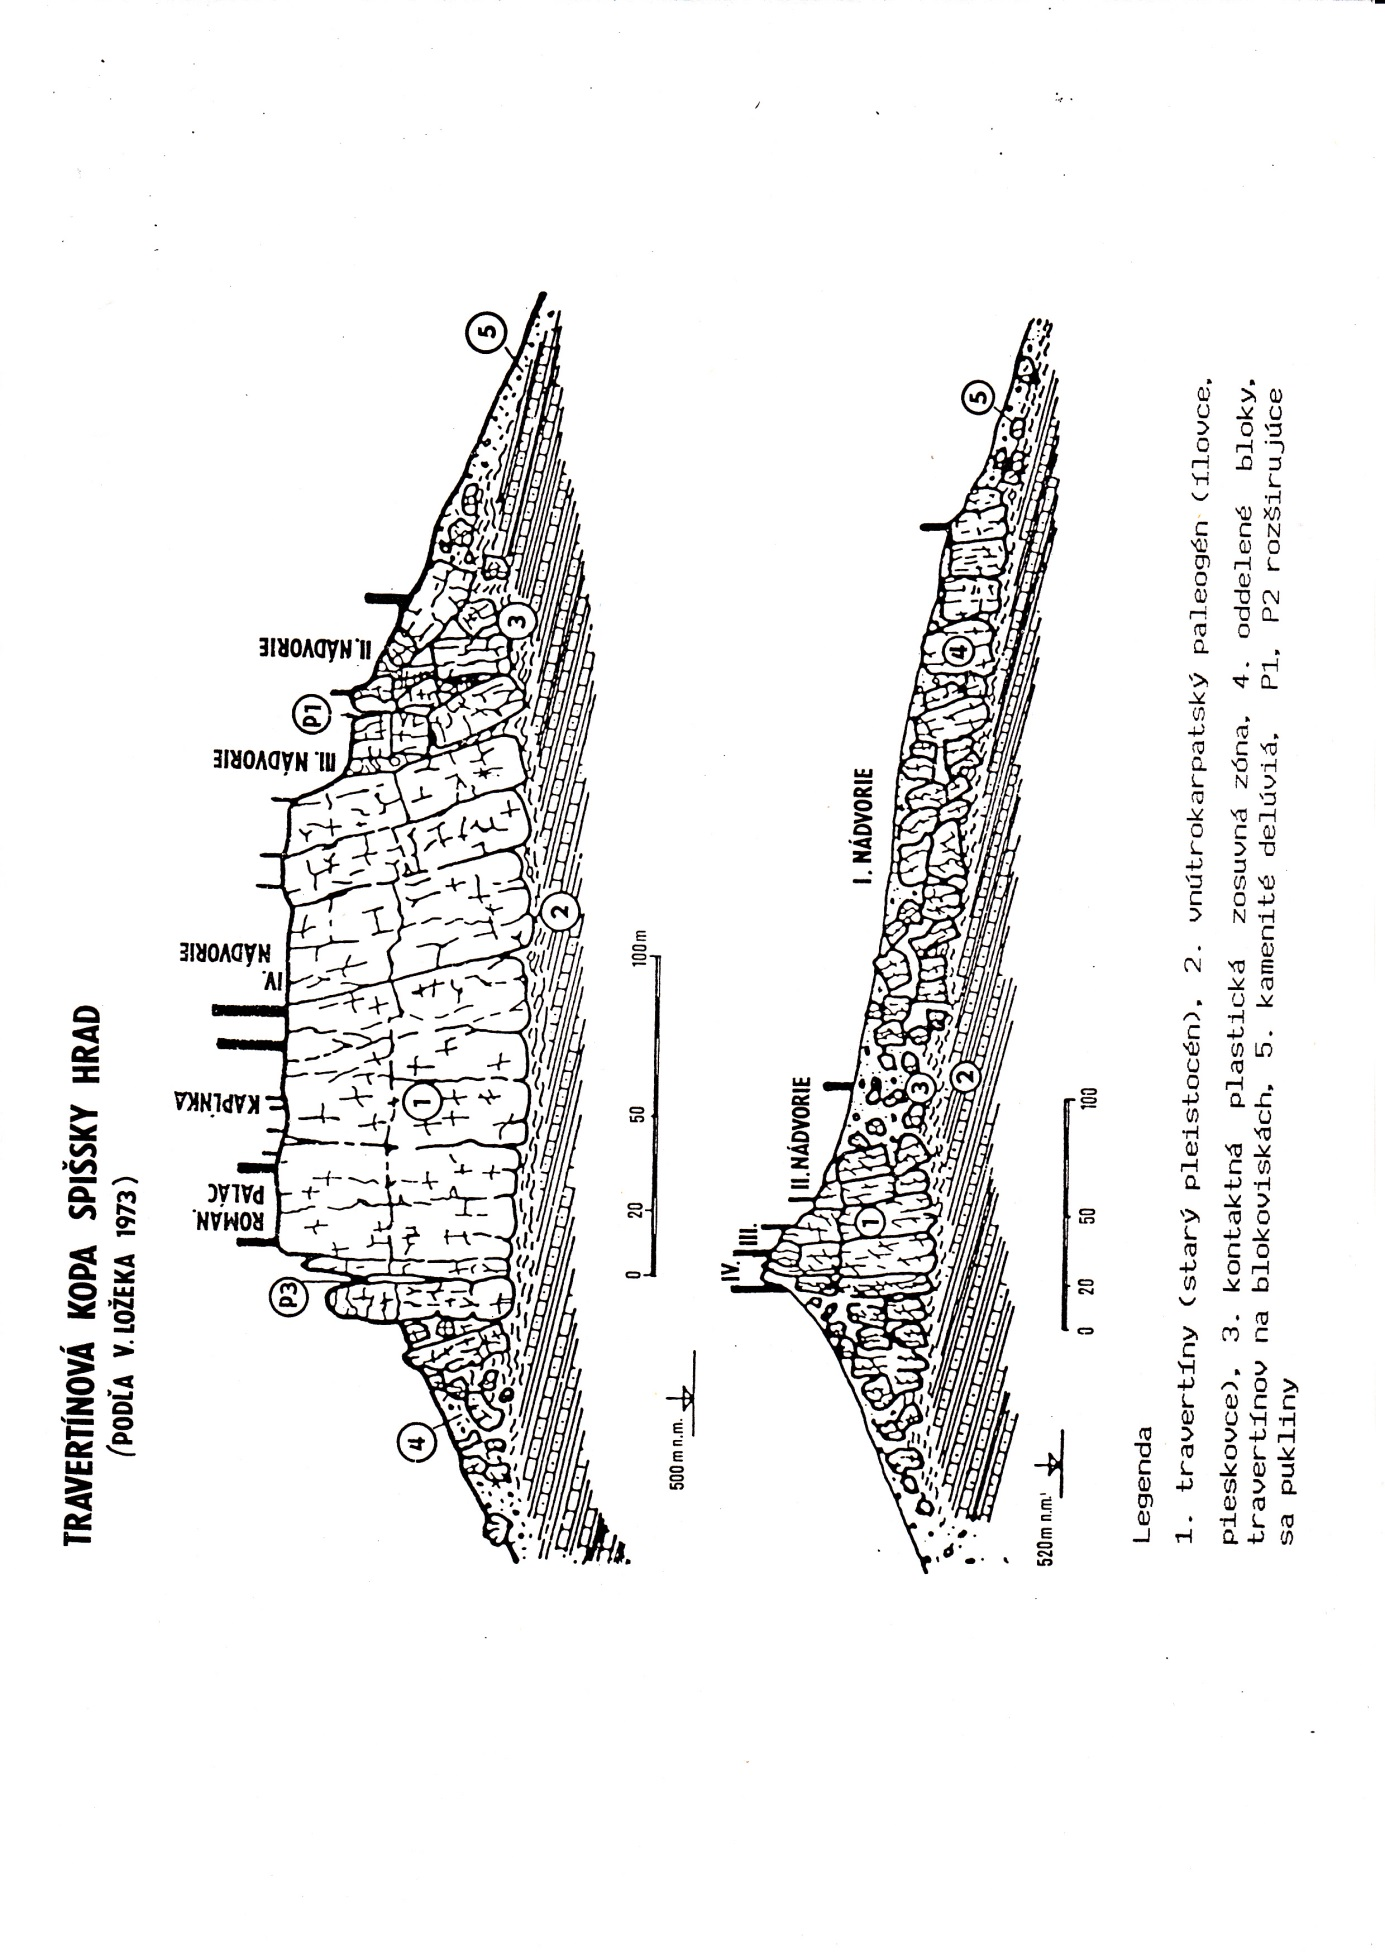 TRAVERTÍNOVÁ KOPA SPIŠSKY HRAD
(PODĽA V. LOŽEKA 1973)
ROMÁN.
PALÁC
KAPLNKA
IV.
NÁDVORIE
III. NÁDVORIE
II. NÁDVORIE
P3
P1
4
1
2
3
5
500 m n.m.
0
20
50
100 m
IV.
III.
II. NÁDVORIE
I. NÁDVORIE
1
3
2
4
5
520 m n.m.
0
20
50
100
Legenda
1. travertíny (starý pleistocén), 2. vnútrokarpatský paleogén (ílovce,
pieskovce), 3. kontaktná plastická zosuvná zóna, 4. oddelené bloky,
travertínov na blokoviskách, 5. kamenité delúviá, P1, P2 rozširujúce
sa pukliny